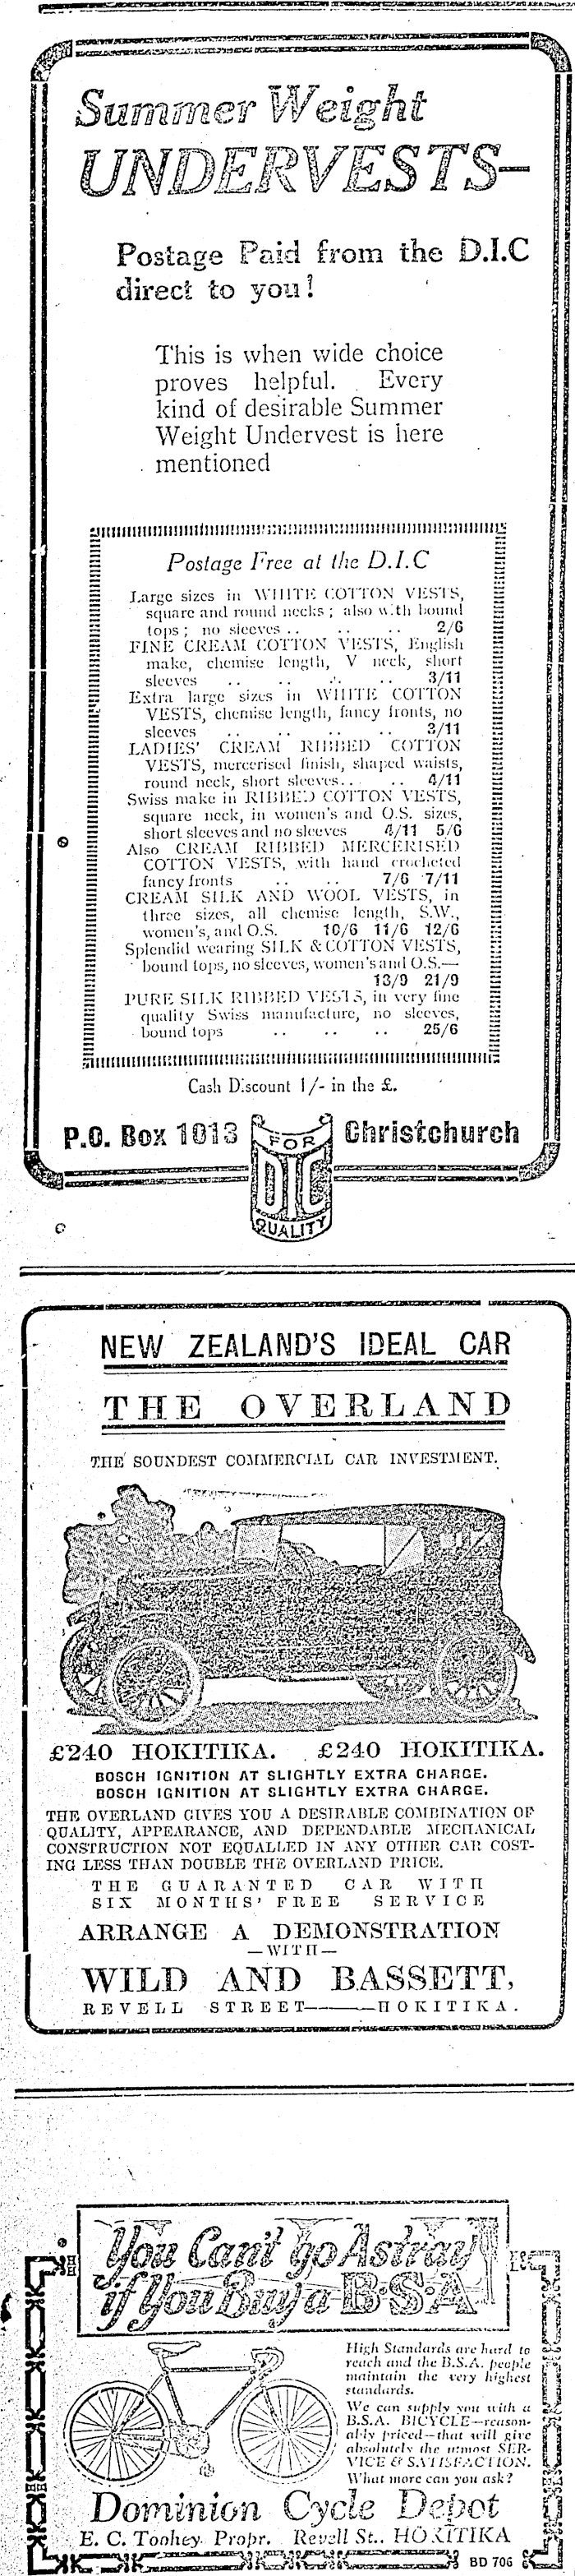 Summer Weight
UNDERVESTS—
Postage Paid from the D.I.C
direct to you!
This is when wide choice
proves helpful. Every
kind of desirable Summer
Weight Undervest is here
mentioned
Postage Free at the D.I.C
Large sizes in WHITE COTTON VESTS,
square and round necks ; also with bound
tops ; no sleeves .. .. .. 2/6
FINE CREAM COTTON VESTS, English
make, chemise length, V neck, short
sleeves .. .. .. .. 3/11
Extra large sizes in WHITE COTTON
VESTS, chemise length, fancy fronts, no
sleeves .. .. .. .. 3/11
LADIES' CREAM RIBBED COTTON
VESTS, mercerised finish, shaped waists,
round neck, short sleeves.. .. 4/11
Swiss make in RIBBED COTTON VESTS,
square neck, in women's and O.S. sizes,
short sleeves and no sleeves 4/11 5/6
Also CREAM RIBBED MERCERISED
COTTON VESTS, with hand crocheted
fancy fronts .. .. 7/6 7/11
CREAM SILK AND WOOL VESTS, in
three sizes, all chemise length, S.W.,
women's, and O.S. 10/6 11/6 12/6
Splendid wearing SILK & COTTON VESTS,
bound tops, no sleeves, women's and O.S.—
13/9 21/9
PURE SILK RIBBED VESTS, in very fine
quality Swiss manufacture, no sleeves,
bound tops .. .. .. 25/6
Cash Discount 1/- in the £.
P.O. Box 1013 FOR DIC QUALITY Christchurch
NEW ZEALAND'S IDEAL CAR
THE OVERLAND
THE SOUNDEST COMMERCIAL CAR INVESTMENT.
£240 HOKITIKA. £240 HOKITIKA.
BOSCH IGNITION AT SLIGHTLY EXTRA CHARGE.
BOSCH IGNITION AT SLIGHTLY EXTRA CHARGE.
THE OVERLAND GIVES YOU A DESIRABLE COMBINATION OF
QUALITY, APPEARANCE, AND DEPENDABLE MECHANICAL
CONSTRUCTION NOT EQUALLED IN ANY OTHER CAR COST-
ING LESS THAN DOUBLE THE OVERLAND PRICE.
THE GUARANTED CAR WITH
SIX MONTHS' FREE SERVICE
ARRANGE A DEMONSTRATION
—WITH—
WILD AND BASSETT,
REVELL STREET———HOKITIKA.
You Can't go Astray
if You Buy a B.S.A
High Standards are hard to
reach and the B.S.A. people
maintain the very highest
standards.
We can supply you with a
B.S.A. BICYCLE—reason-
ably priced—that will give
absolutely the utmost SER-
VICE & SATISFACTION.
What more can you ask?
Dominion Cycle Depot
E. C. Toohey Propr. Revell St., HOKITIKA
BD 706